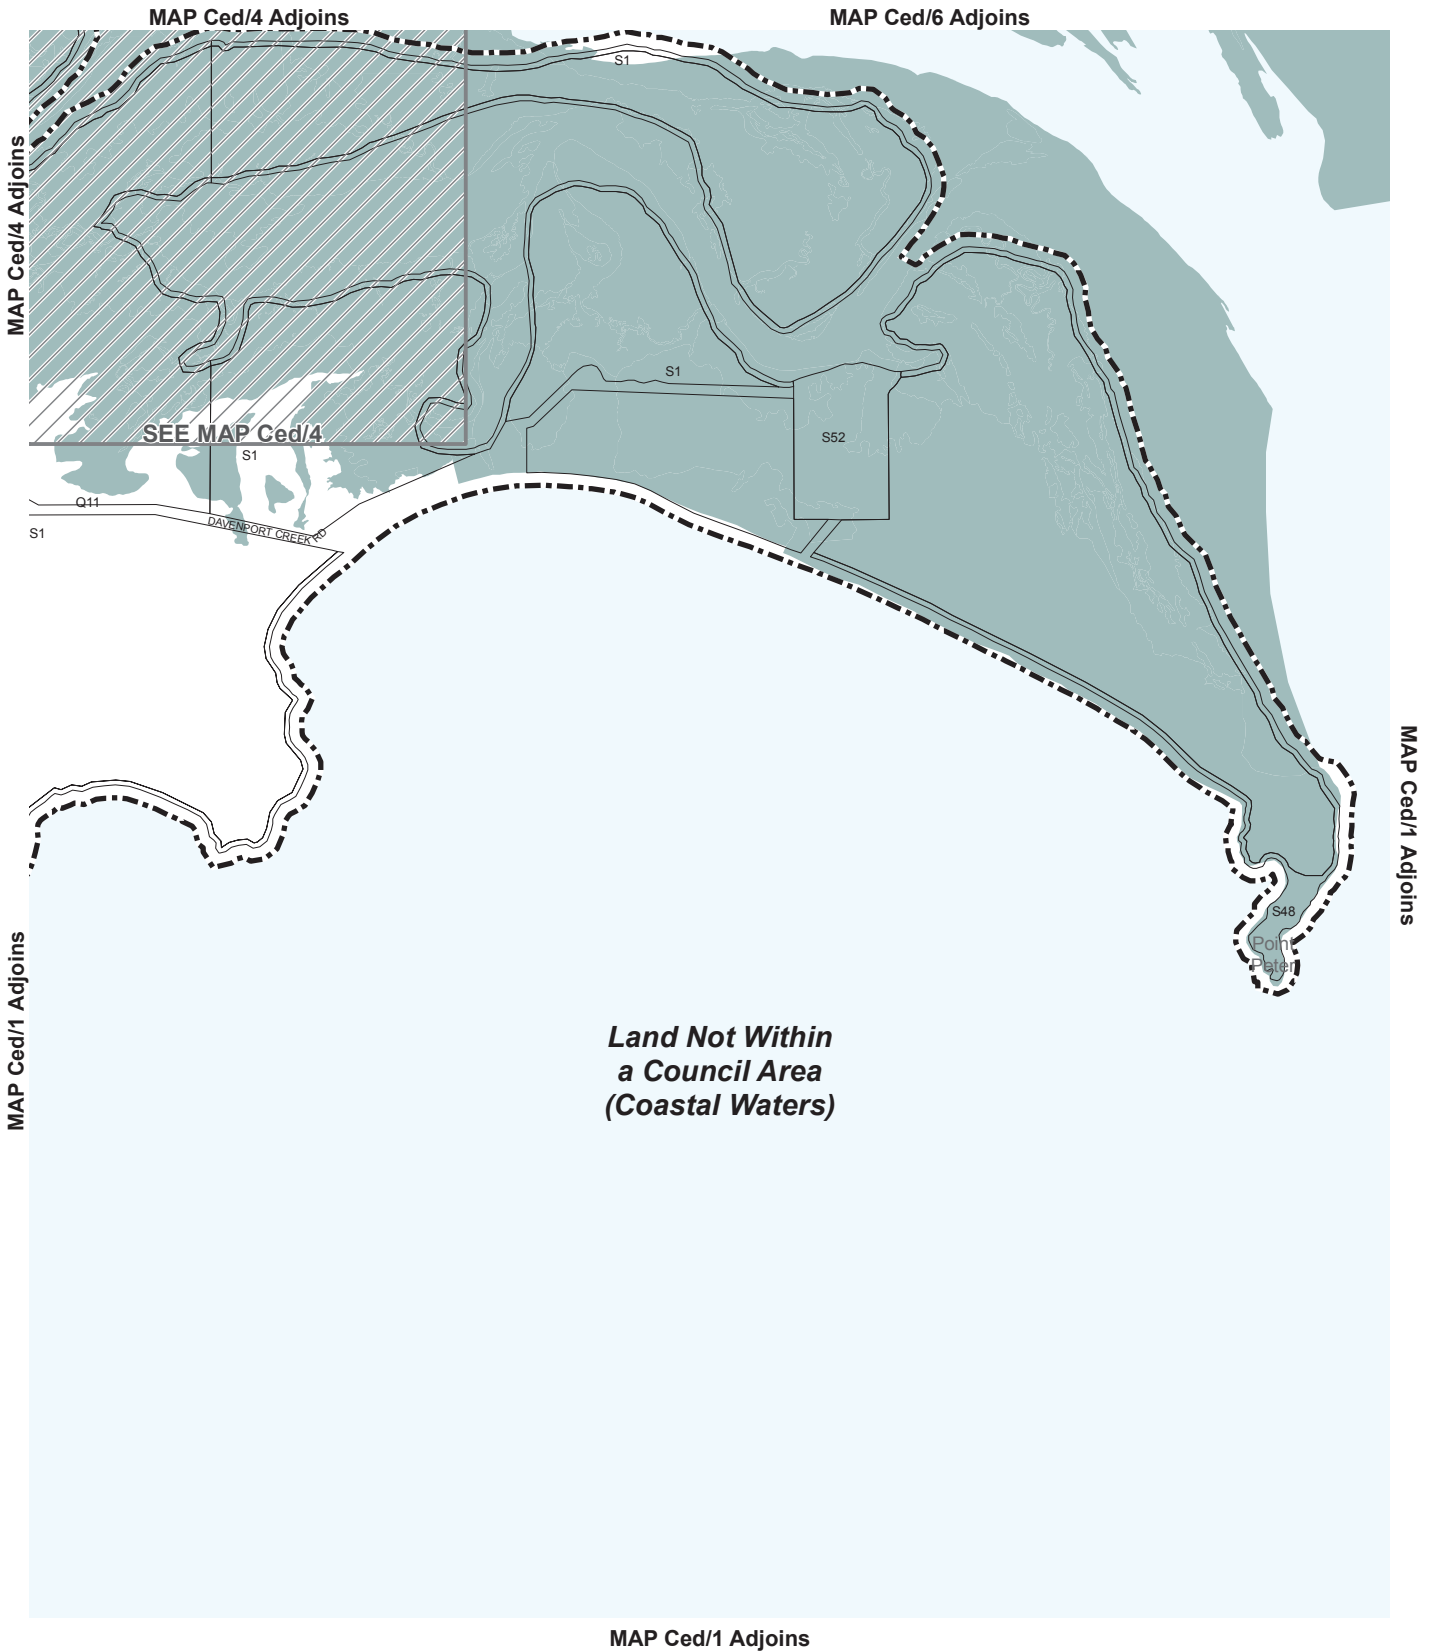 MAP Ced/4 Adjoins
MAP Ced/6 Adjoins
S1
MAP Ced/4 Adjoins
S1
S52
SEE MAP Ced/4
S1
Q11
DAVENPORT CREEK RD
S1
MAP Ced/1 Adjoins
S48
Point
Peter
MAP Ced/1 Adjoins
Land Not Within
a Council Area
(Coastal Waters)
MAP Ced/1 Adjoins